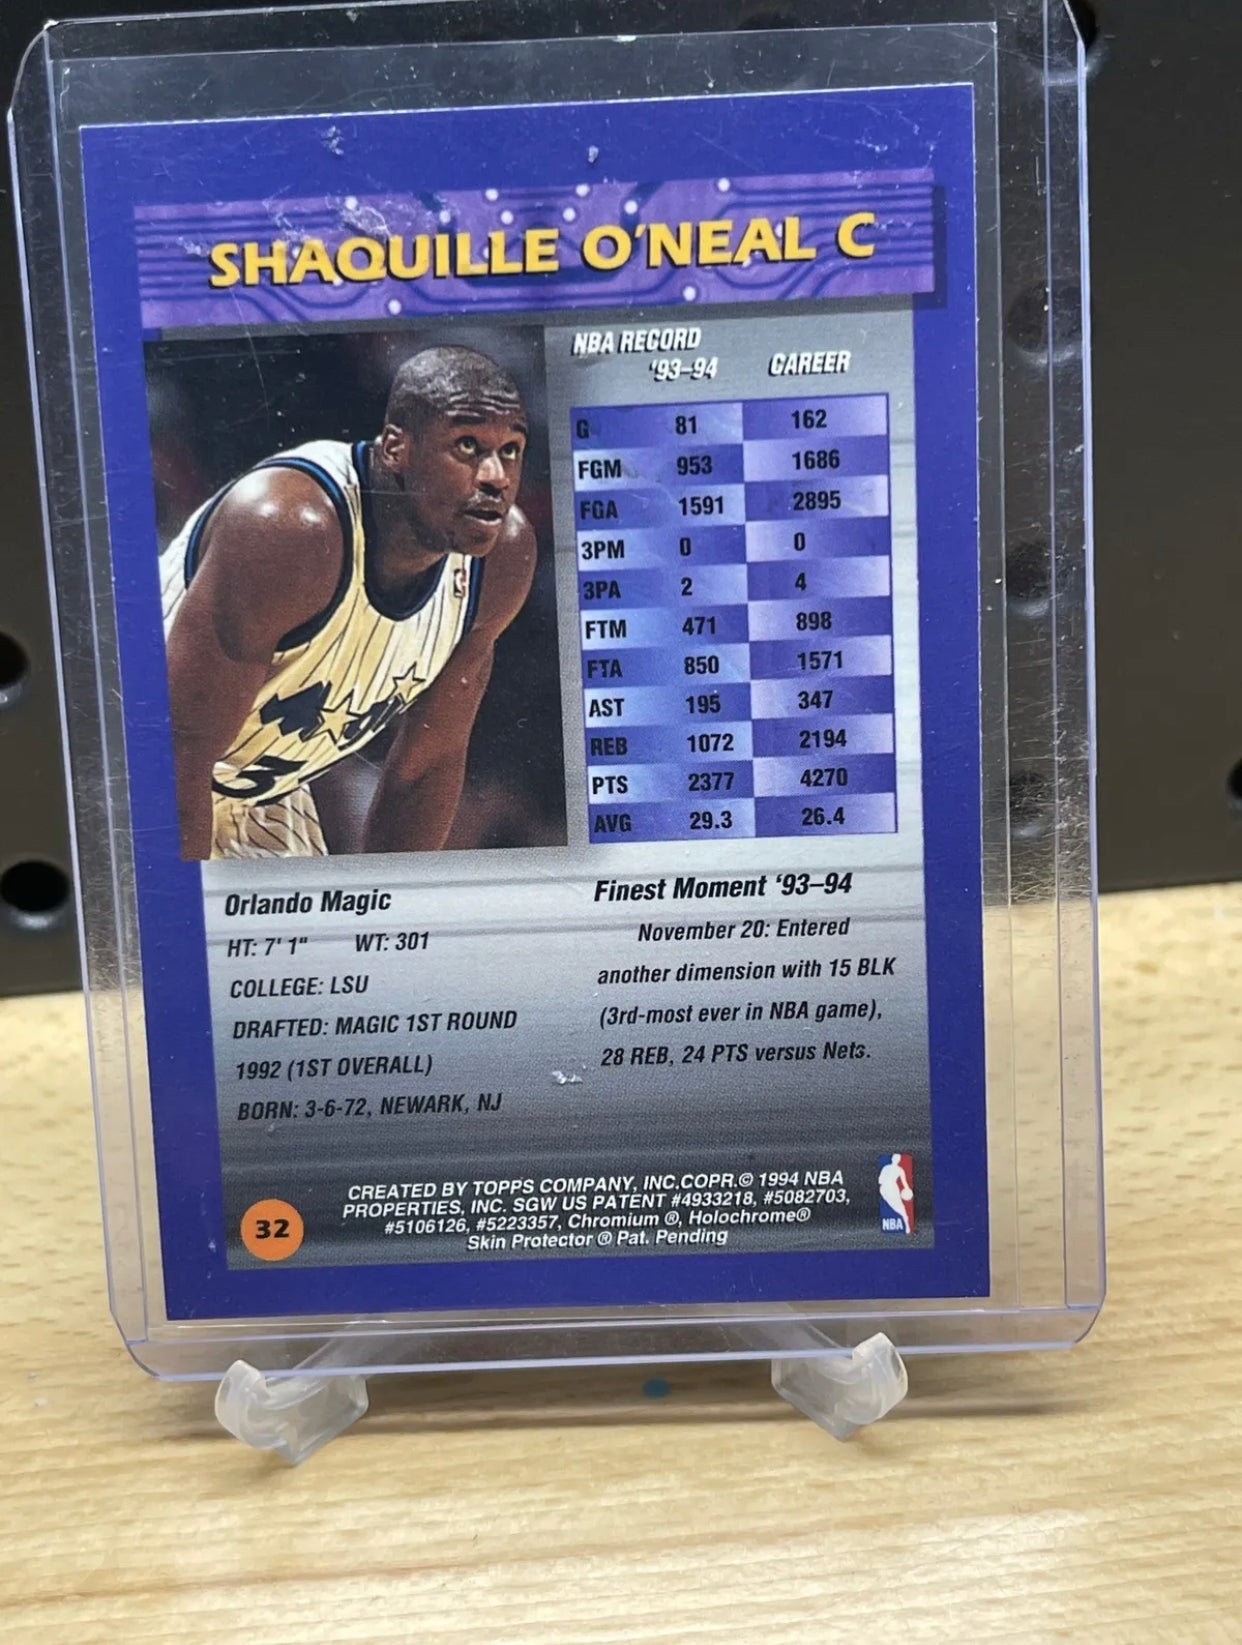 SHAQUILLE O'NEAL C
NBA RECORD
'93–94 CAREER
G 81 162
FGM 953 1686
FGA 1591 2895
3PM 0 0
3PA 2 4
FTM 471 898
FTA 850 1571
AST 195 347
REB 1072 2194
PTS 2377 4270
AVG 29.3 26.4
Orlando Magic
HT: 7' 1" WT: 301
COLLEGE: LSU
DRAFTED: MAGIC 1ST ROUND
1992 (1ST OVERALL)
BORN: 3-6-72, NEWARK, NJ
Finest Moment '93–94
November 20: Entered
another dimension with 15 BLK
(3rd-most ever in NBA game),
28 REB, 24 PTS versus Nets.
32
CREATED BY TOPPS COMPANY, INC.COPR.© 1994 NBA
PROPERTIES, INC. SGW US PATENT #4933218, #5082703,
#5106126, #5223357, Chromium ®, Holochrome®
Skin Protector ® Pat. Pending
NBA